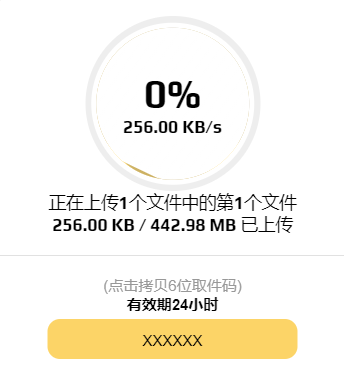 0%
256.00 KB/s
正在上传1个文件中的第1个文件
256.00 KB / 442.98 MB 已上传
(点击拷贝6位取件码)
有效期24小时
XXXXXX